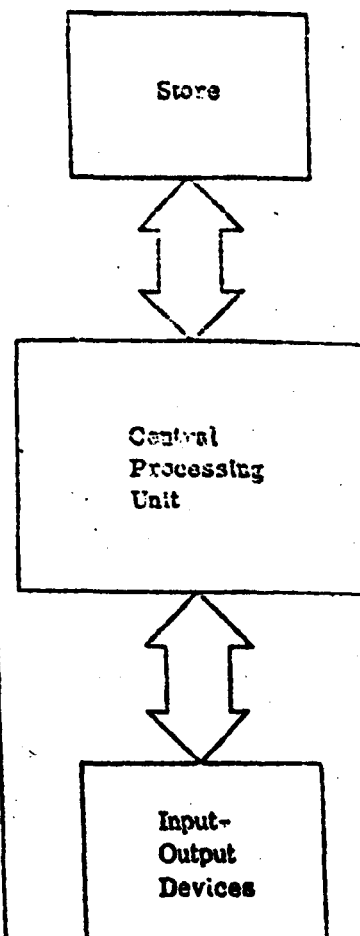 Store
Central
Processing
Unit
Input-
Output
Devices